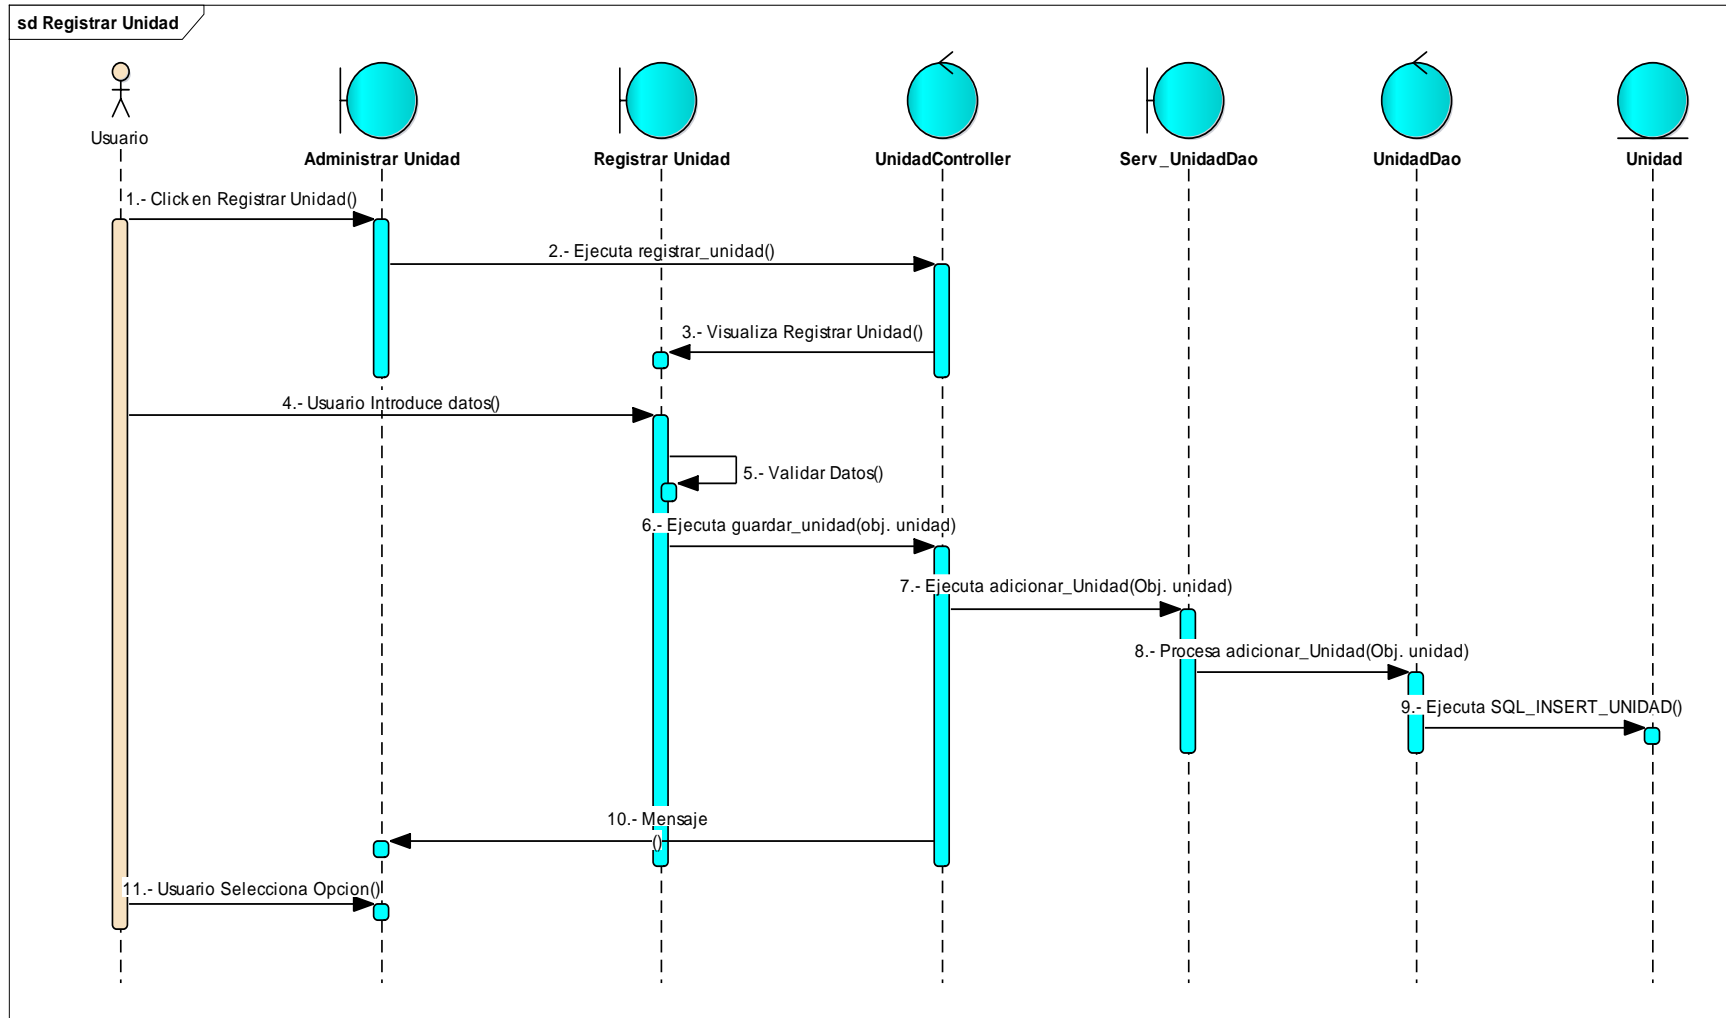 sd Registrar Unidad
Usuario
Administrar Unidad
Registrar Unidad
UnidadController
Serv_UnidadDao
UnidadDao
Unidad
1.- Click en Registrar Unidad()
2.- Ejecuta registrar_unidad()
3.- Visualiza Registrar Unidad()
4.- Usuario Introduce datos()
5.- Validar Datos()
6.- Ejecuta guardar_unidad(obj. unidad)
7.- Ejecuta adicionar_Unidad(Obj. unidad)
8.- Procesa adicionar_Unidad(Obj. unidad)
9.- Ejecuta SQL_INSERT_UNIDAD()
10.- Mensaje
()
11.- Usuario Selecciona Opcion()